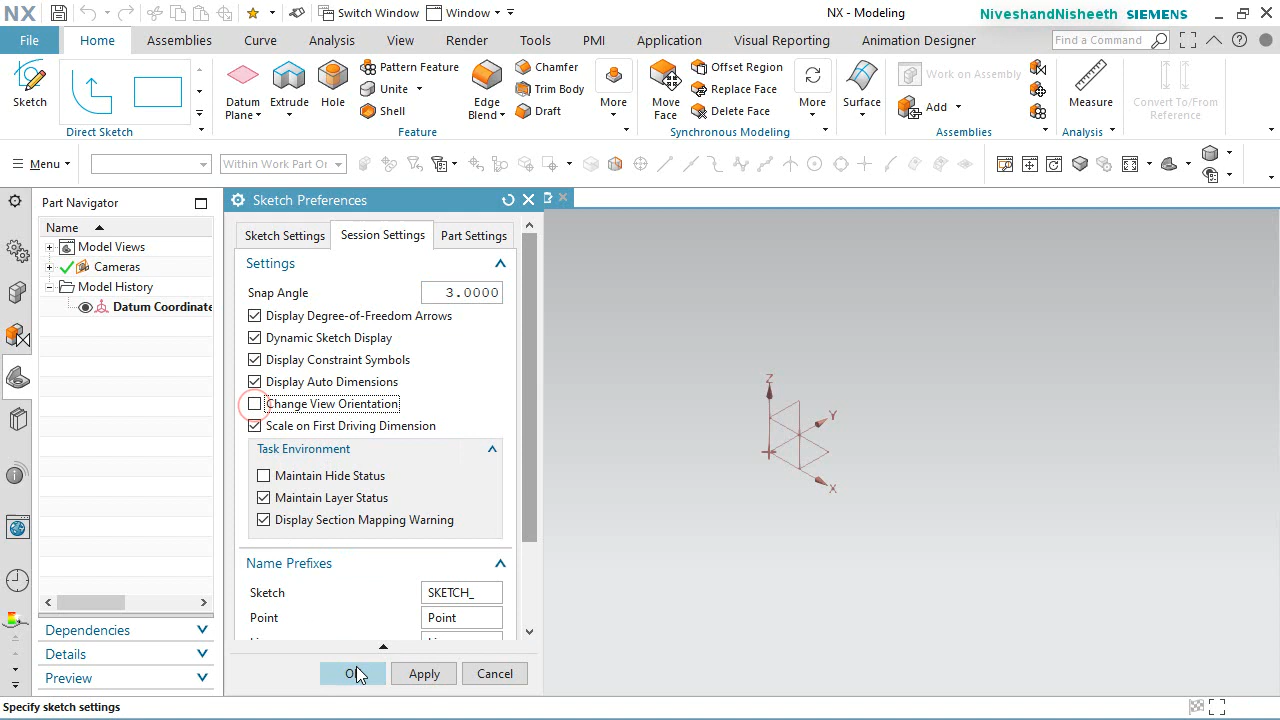 NX
Switch Window
Window
NX - Modeling
NiveshandNisheeth SIEMENS
File
Home
Assemblies
Curve
Analysis
View
Render
Tools
PMI
Application
Visual Reporting
Animation Designer
Find a Command
Sketch
Direct Sketch
Datum
Plane
Extrude
Hole
Pattern Feature
Unite
Shell
Edge
Blend
Chamfer
Trim Body
Draft
More
Feature
Move
Face
Offset Region
Replace Face
Delete Face
More
Synchronous Modeling
Surface
Work on Assembly
Add
Assemblies
Measure
Analysis
Convert To/From
Reference
Menu
Within Work Part On
Part Navigator
Name
Model Views
Cameras
Model History
Datum Coordinate
Dependencies
Details
Preview
Sketch Preferences
Sketch Settings
Session Settings
Part Settings
Settings
Snap Angle
3.0000
Display Degree-of-Freedom Arrows
Dynamic Sketch Display
Display Constraint Symbols
Display Auto Dimensions
Change View Orientation
Scale on First Driving Dimension
Task Environment
Maintain Hide Status
Maintain Layer Status
Display Section Mapping Warning
Name Prefixes
Sketch
SKETCH_
Point
Point
Apply
Cancel
Z
Y
X
Specify sketch settings